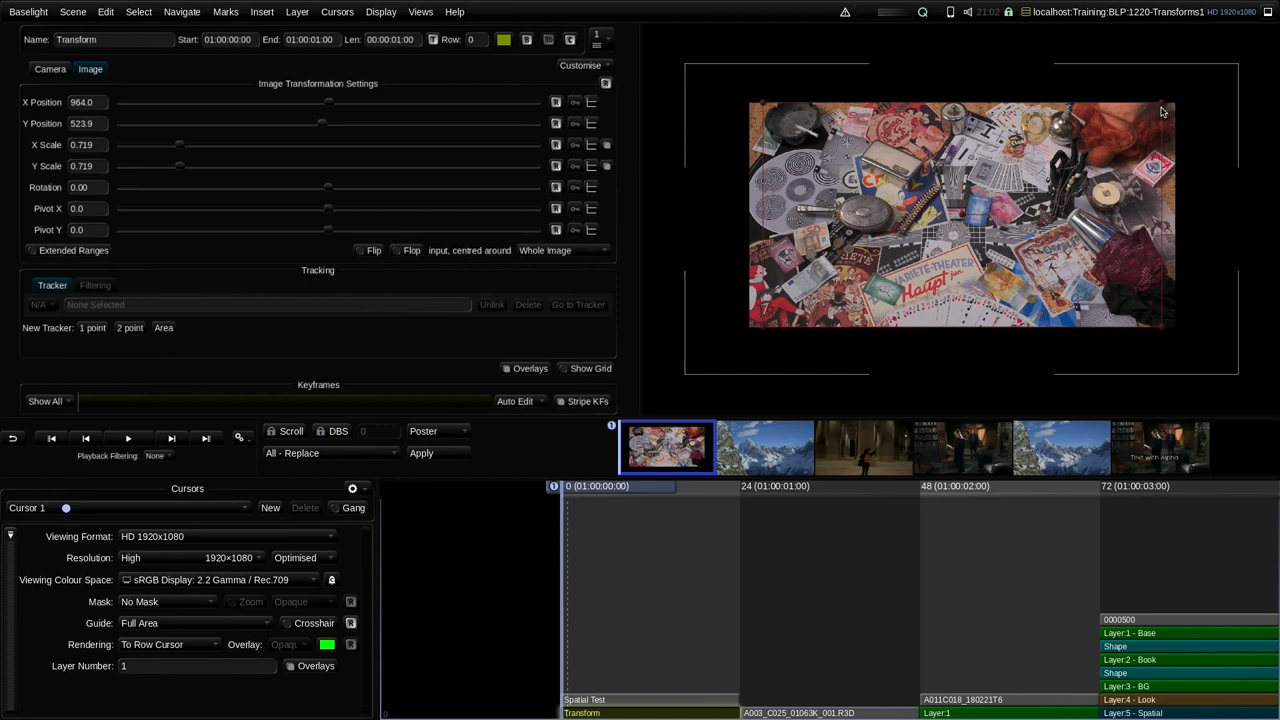 Baselight Scene Edit Select Navigate Marks Insert Layer Cursors Display Views Help 21:02 localhost:Training:BLP:1220-Transforms1 HD 1920x1080
Name: Transform Start: 01:00:00:00 End: 01:00:01:00 Len: 00:00:01:00 Row: 0 1
Customise
Camera Image
Image Transformation Settings
X Position 964.0
Y Position 523.9
X Scale 0.719
Y Scale 0.719
Rotation 0.00
Pivot X 0.0
Pivot Y 0.0
Extended Ranges Flip Flop input, centred around Whole Image
Tracking
Tracker Filtering
N/A None Selected Unlink Delete Go to Tracker
New Tracker: 1 point 2 point Area
Overlays Show Grid
Keyframes
Show All Auto Edit Stripe KFs
VARIETE-THEATER
Haupt
Scroll DBS 0 Poster
Playback Filtering: None All - Replace Apply
Text with Alpha
Cursors
Cursor 1 New Delete Gang
Viewing Format: HD 1920x1080
Resolution: High 1920×1080 Optimised
Viewing Colour Space: sRGB Display: 2.2 Gamma / Rec.709
Mask: No Mask Zoom Opaque
Guide: Full Area Crosshair
Rendering: To Row Cursor Overlay: Opaqu
Layer Number: 1 Overlays
0 (01:00:00:00) 24 (01:00:01:00) 48 (01:00:02:00) 72 (01:00:03:00)
0000500
Layer:1 - Base
Shape
Layer:2 - Book
Shape
Layer:3 - BG
Spatial Test A011C018_180221T6 Layer:4 - Look
Transform A003_C025_01063K_001.R3D Layer:1 Layer:5 - Spatial
0